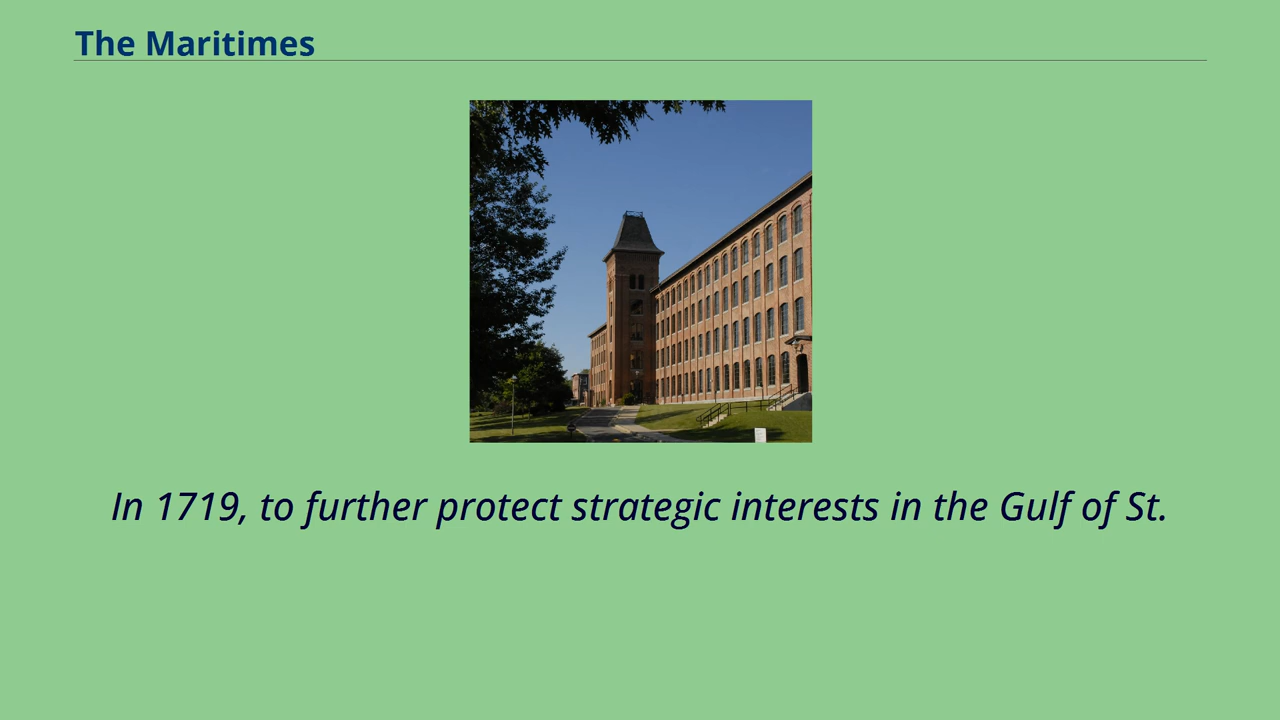 The Maritimes
In 1719, to further protect strategic interests in the Gulf of St.